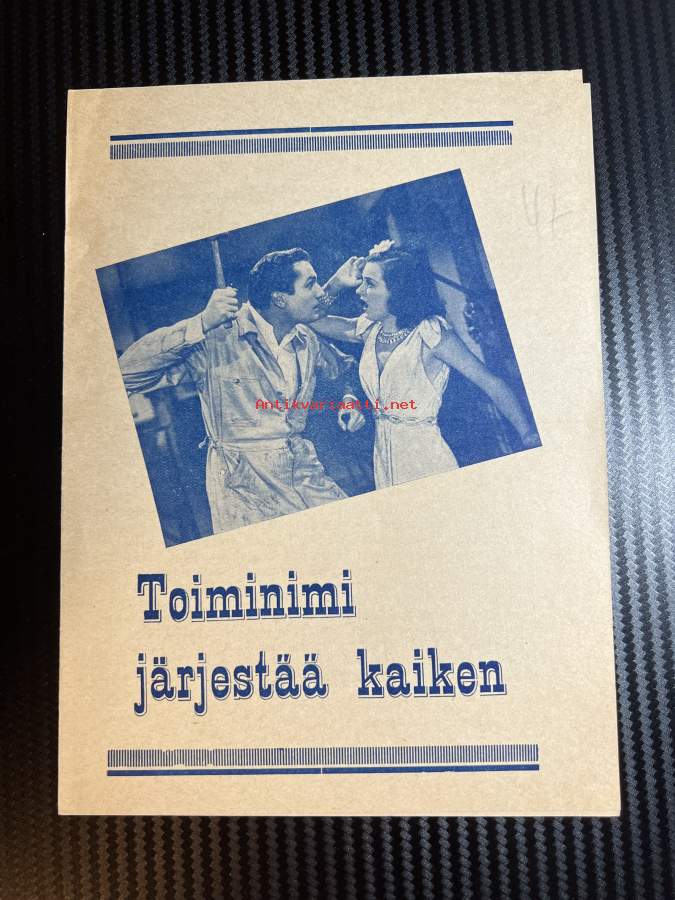 Antikvariaatti.net
Toiminimi
järjestää kaiken